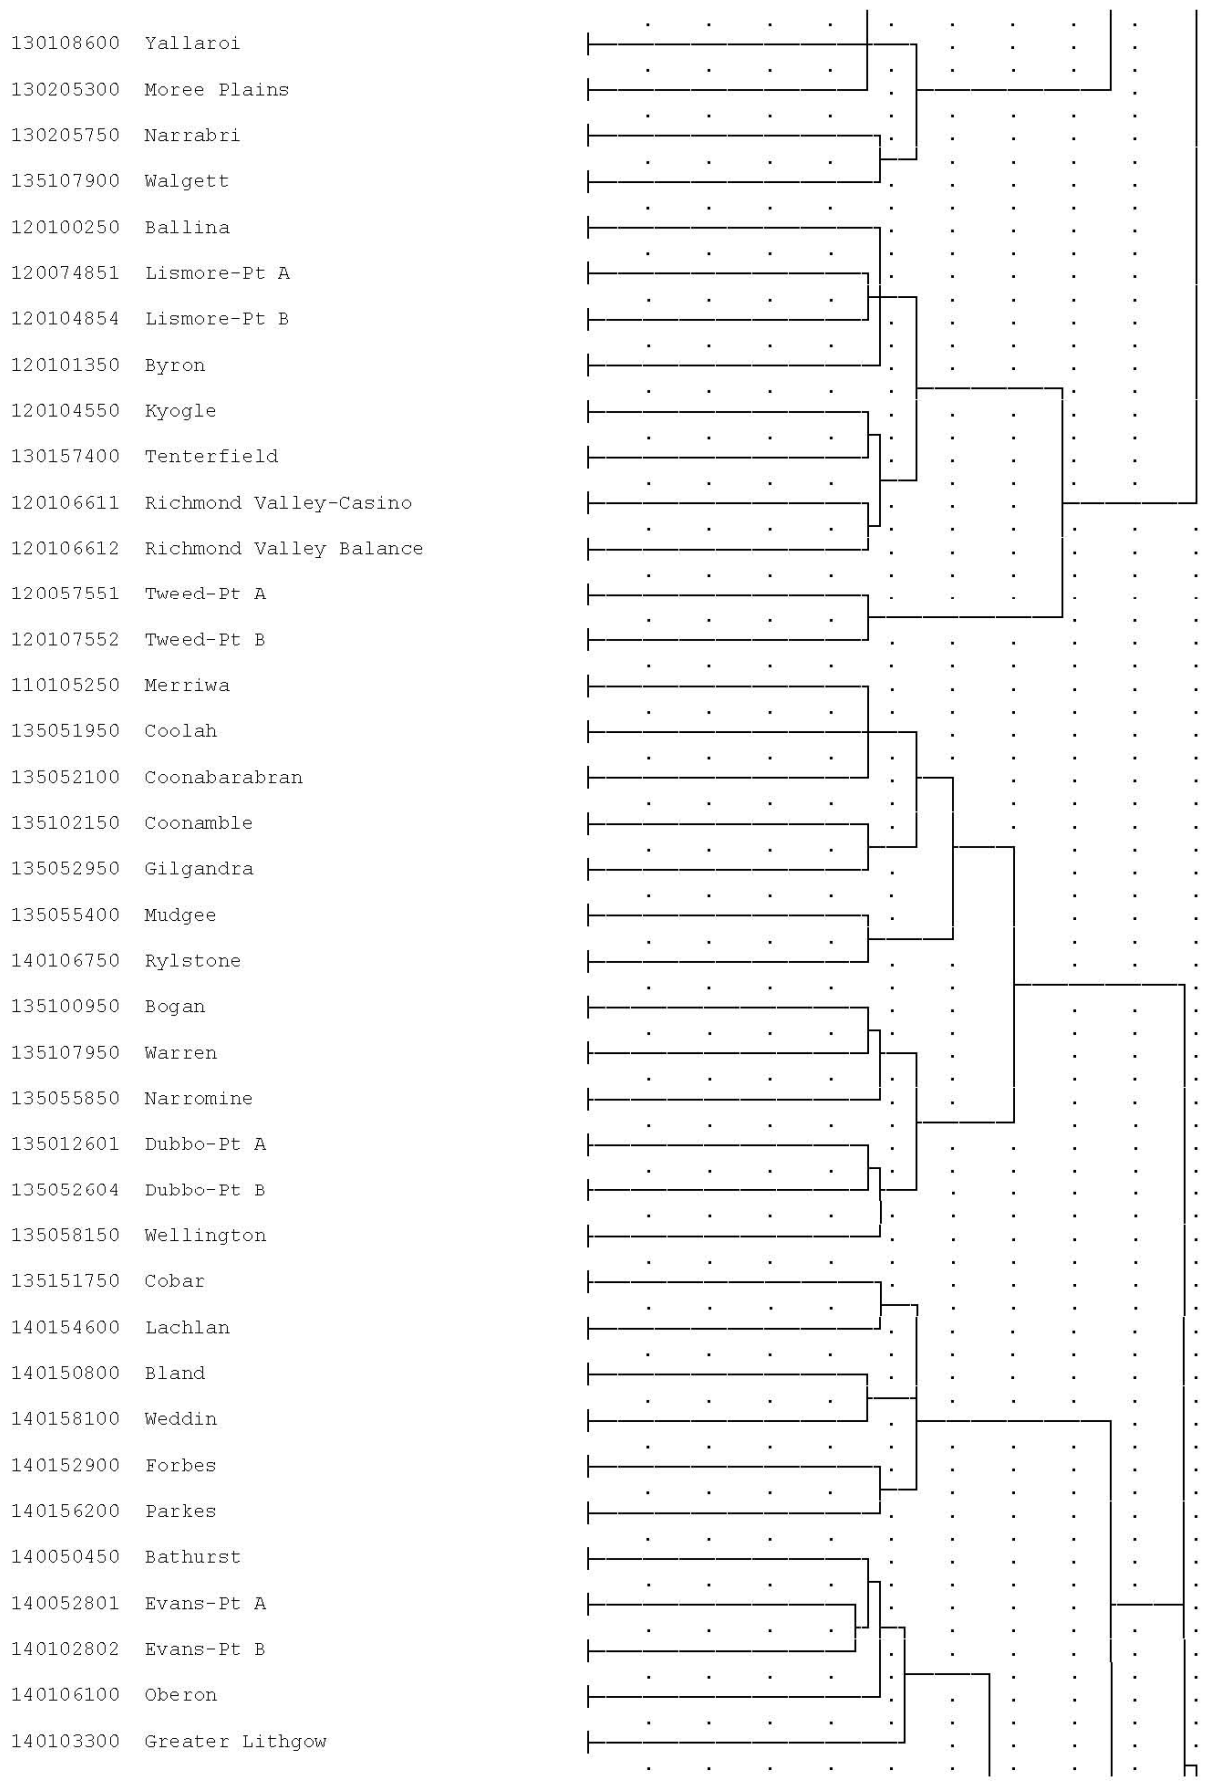 130108600 Yallaroi
130205300 Moree Plains
130205750 Narrabri
135107900 Walgett
120100250 Ballina
120074851 Lismore-Pt A
120104854 Lismore-Pt B
120101350 Byron
120104550 Kyogle
130157400 Tenterfield
120106611 Richmond Valley-Casino
120106612 Richmond Valley Balance
120057551 Tweed-Pt A
120107552 Tweed-Pt B
110105250 Merriwa
135051950 Coolah
135052100 Coonabarabran
135102150 Coonamble
135052950 Gilgandra
135055400 Mudgee
140106750 Rylstone
135100950 Bogan
135107950 Warren
135055850 Narromine
135012601 Dubbo-Pt A
135052604 Dubbo-Pt B
135058150 Wellington
135151750 Cobar
140154600 Lachlan
140150800 Bland
140158100 Weddin
140152900 Forbes
140156200 Parkes
140050450 Bathurst
140052801 Evans-Pt A
140102802 Evans-Pt B
140106100 Oberon
140103300 Greater Lithgow